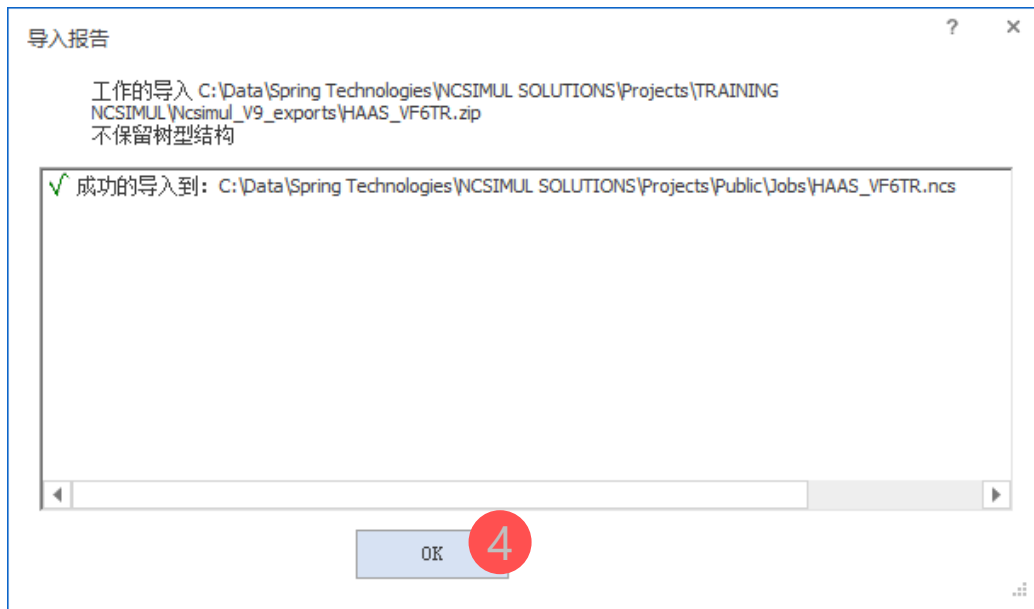 导入报告
?
×
工作的导入 C:\Data\Spring Technologies\NCSIMUL SOLUTIONS\Projects\TRAINING
NCSIMUL\Ncsimul_V9_exports\HAAS_VF6TR.zip
不保留树型结构
√ 成功的导入到：C:\Data\Spring Technologies\NCSIMUL SOLUTIONS\Projects\Public\Jobs\HAAS_VF6TR.ncs
OK
4